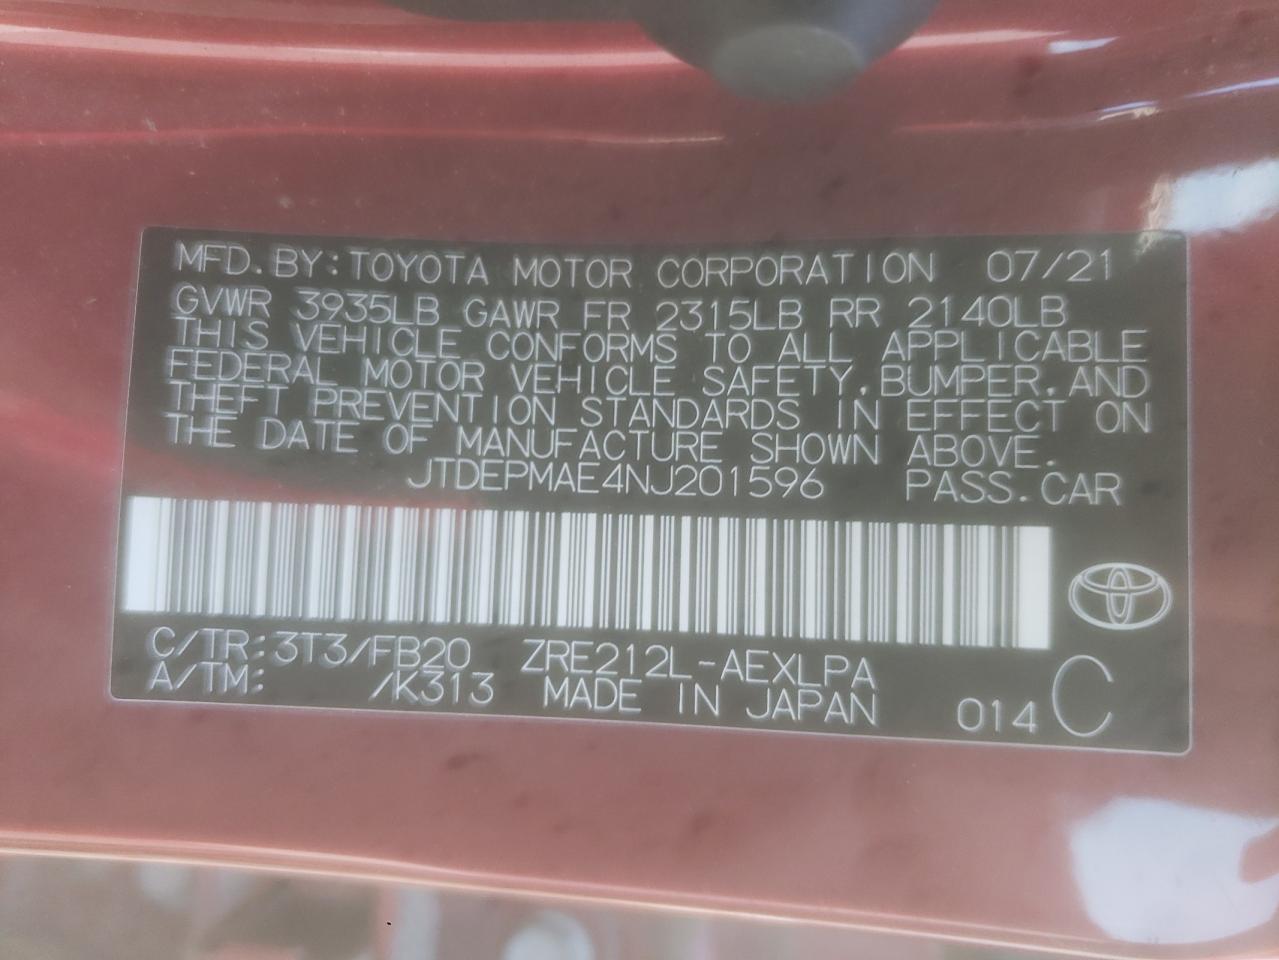 MFD. BY: TOYOTA MOTOR CORPORATION 07/21
GVWR 3935LB GAWR FR 2315LB RR 2140LB
THIS VEHICLE CONFORMS TO ALL APPLICABLE
FEDERAL MOTOR VEHICLE SAFETY, BUMPER, AND
THEFT PREVENTION STANDARDS IN EFFECT ON
THE DATE OF MANUFACTURE SHOWN ABOVE.
JTDEPMAE4NJ201596 PASS. CAR
C/TR: 3T3/FB20 ZRE212L-AEXLPA
A/TM: /K313 MADE IN JAPAN 014 C